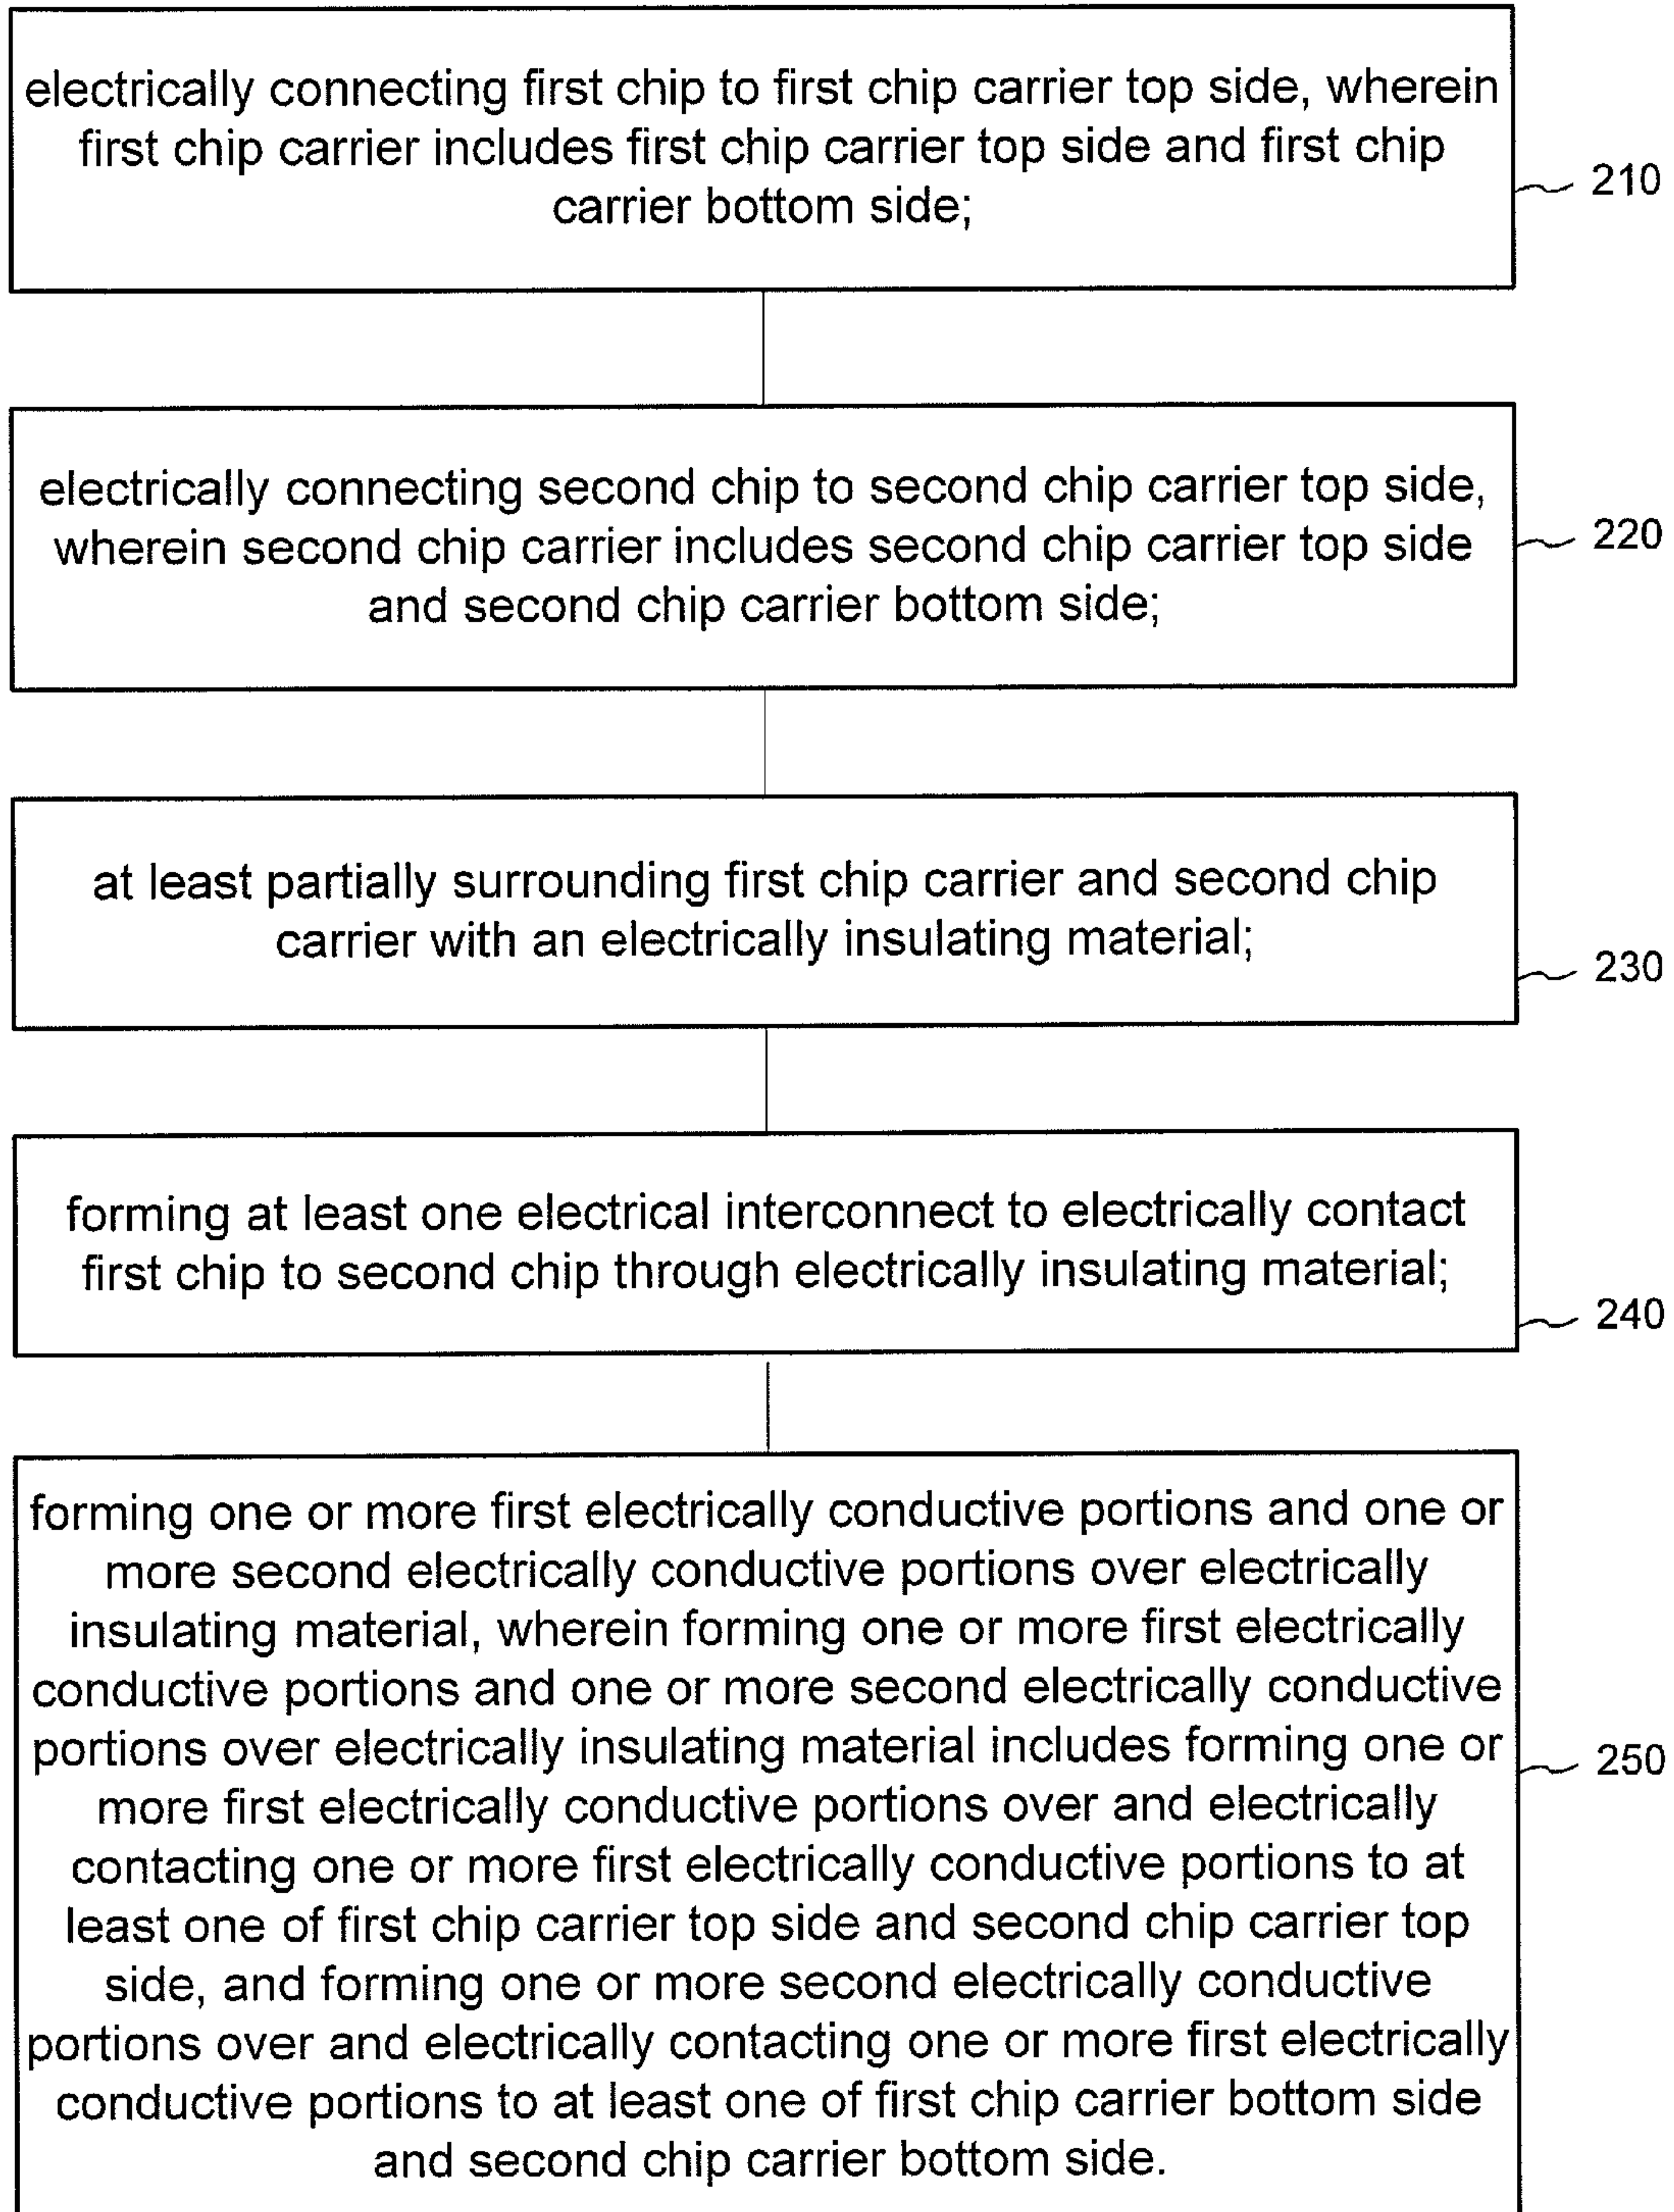 electrically connecting first chip to first chip carrier top side, wherein
first chip carrier includes first chip carrier top side and first chip
carrier bottom side;
210
electrically connecting second chip to second chip carrier top side,
wherein second chip carrier includes second chip carrier top side
and second chip carrier bottom side;
220
at least partially surrounding first chip carrier and second chip
carrier with an electrically insulating material;
230
forming at least one electrical interconnect to electrically contact
first chip to second chip through electrically insulating material;
240
forming one or more first electrically conductive portions and one or
more second electrically conductive portions over electrically
insulating material, wherein forming one or more first electrically
conductive portions and one or more second electrically conductive
portions over electrically insulating material includes forming one or
more first electrically conductive portions over and electrically
contacting one or more first electrically conductive portions to at
least one of first chip carrier top side and second chip carrier top
side, and forming one or more second electrically conductive
portions over and electrically contacting one or more first electrically
conductive portions to at least one of first chip carrier bottom side
and second chip carrier bottom side.
250